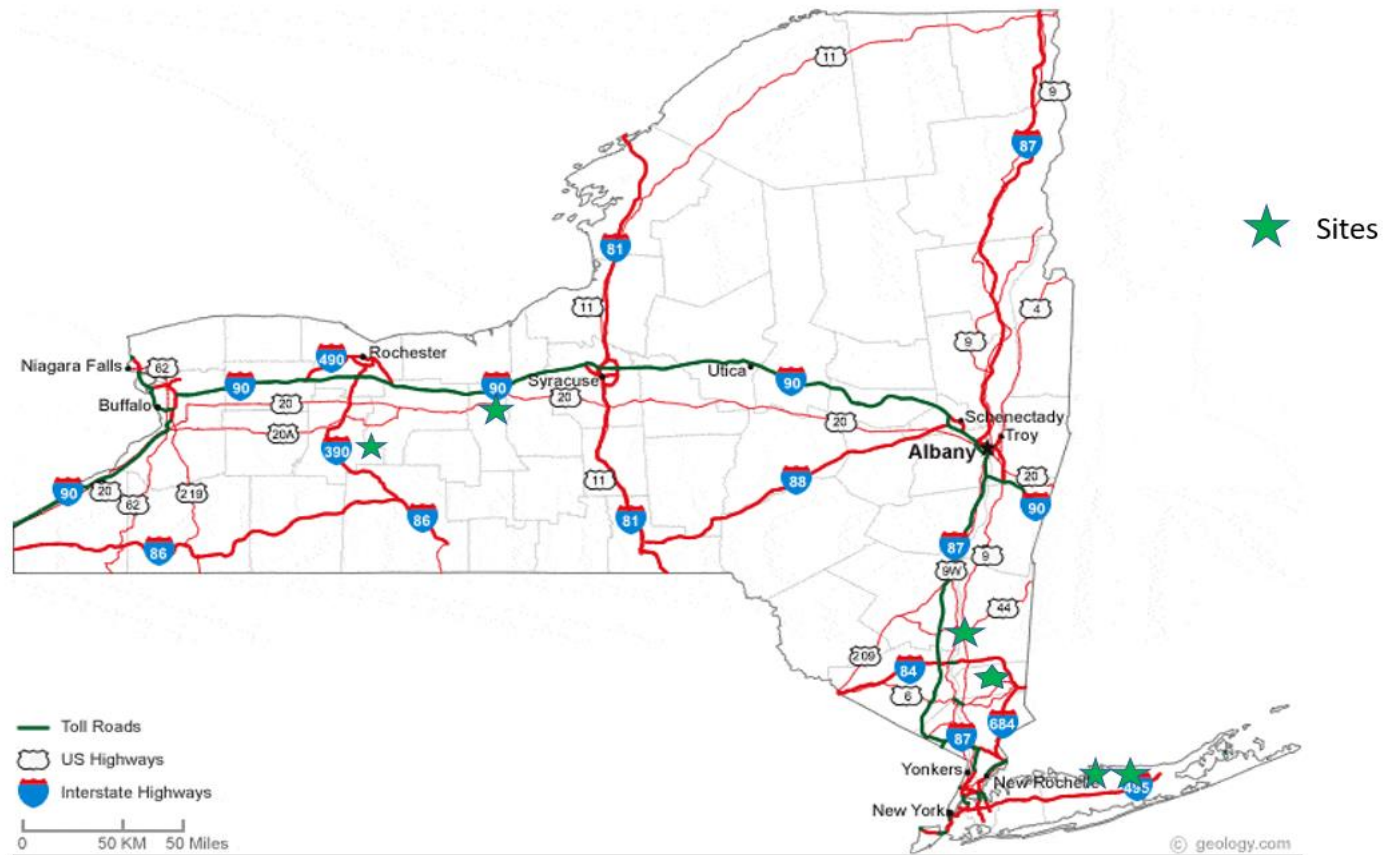 11
9
87
Sites
81
11
4
9
Niagara Falls
62
490
Rochester
90
Syracuse
90
20
Utica
90
Buffalo
20
20A
20
Schenectady
Troy
Albany
390
20
90
20
62
219
11
88
90
86
81
86
87
9
9W
44
209
84
6
684
87
Toll Roads
US Highways
Interstate Highways
Yonkers
New Rochelle
495
New York
0 50 KM 50 Miles
© geology.com